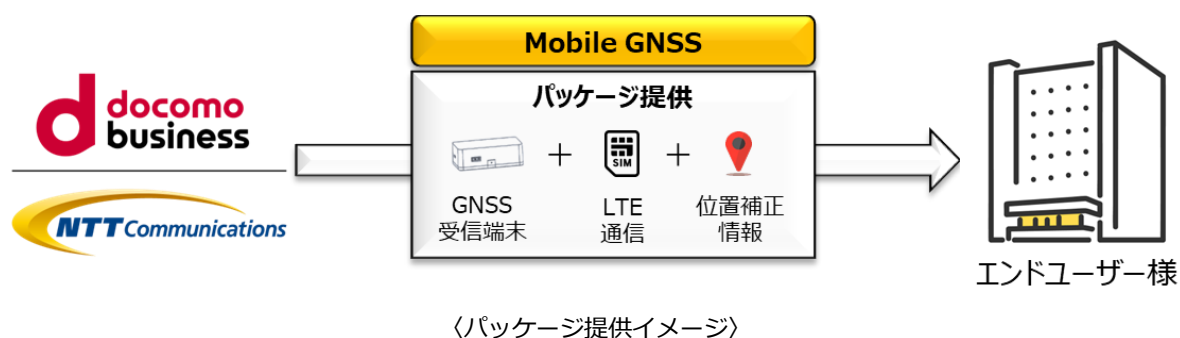 docomo
business
NTT Communications
Mobile GNSS
パッケージ提供
GNSS
受信端末
+
SIM
LTE
通信
+
位置補正
情報
エンドユーザー様
〈パッケージ提供イメージ〉